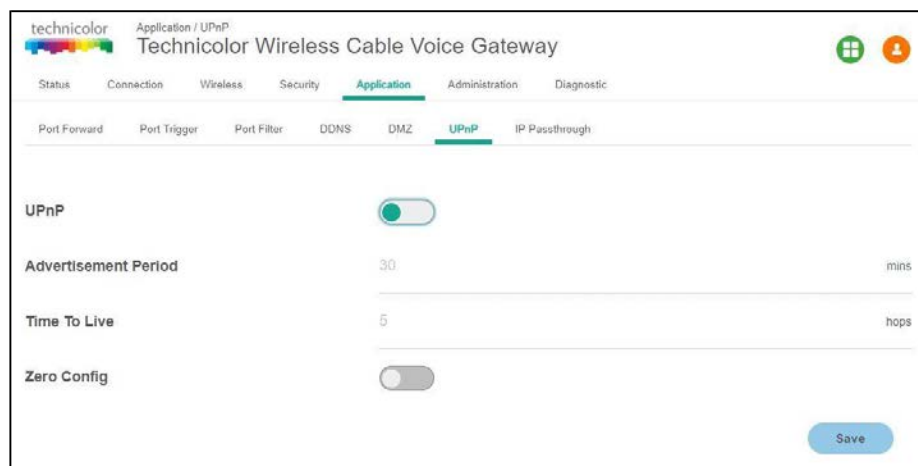 technicolor
Application / UPnP
Technicolor Wireless Cable Voice Gateway
Status Connection Wireless Security Application Administration Diagnostic
Port Forward Port Trigger Port Filter DDNS DMZ UPnP IP Passthrough
UPnP
Advertisement Period 30 mins
Time To Live 5 hops
Zero Config
Save